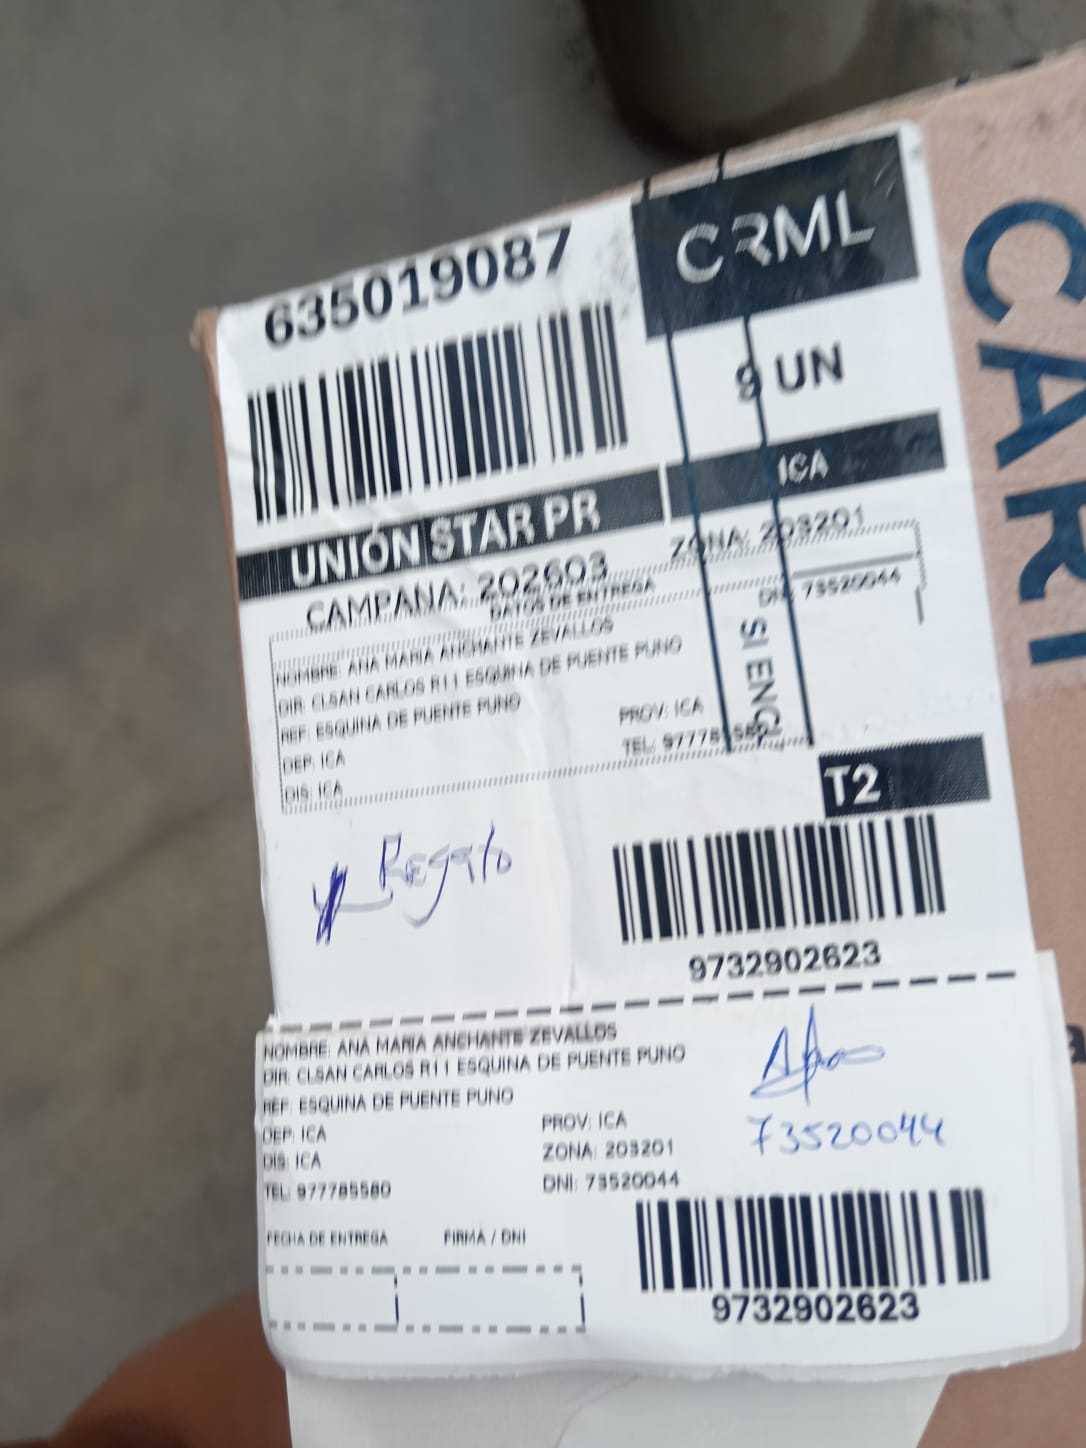 635019087
CRML
9 UN
UNIÓN STAR PR
ICA
CAMPANA: 202603
ZONA: 203201
DATOS DE ENTREGA
DNI: 73520044
NOMBRE: ANA MARIA ANCHANTE ZEVALLOS
DIR: CLSAN CARLOS R11 ESQUINA DE PUENTE PUNO
REF: ESQUINA DE PUENTE PUNO
PROV: ICA
DEP: ICA
TEL: 977785580
DIS: ICA
SI ENCI
T2
Regalo
9732902623
NOMBRE: ANA MARIA ANCHANTE ZEVALLOS
DIR: CLSAN CARLOS R11 ESQUINA DE PUENTE PUNO
REF: ESQUINA DE PUENTE PUNO
DEP: ICA
PROV: ICA
DIS: ICA
ZONA: 203201
TEL: 977785580
DNI: 73520044
73520044
FECHA DE ENTREGA
FIRMA / DNI
9732902623
CARI